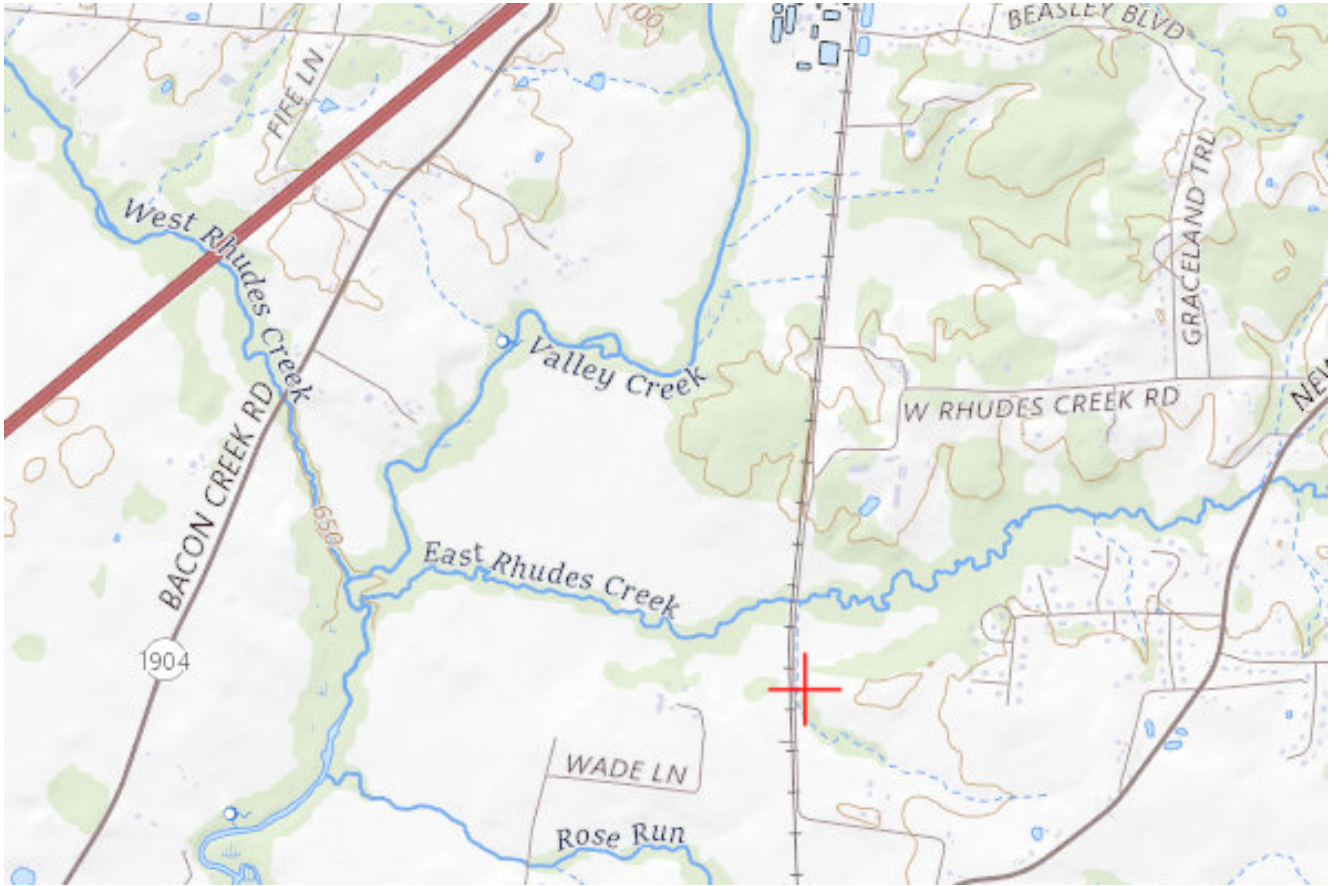 700
BEASLEY BLVD
FIFE LN
GRACELAND TRL
West Rhudes Creek
Valley Creek
NEW
W RHUDES CREEK RD
BACON CREEK RD
650
East Rhudes Creek
1904
WADE LN
Rose Run